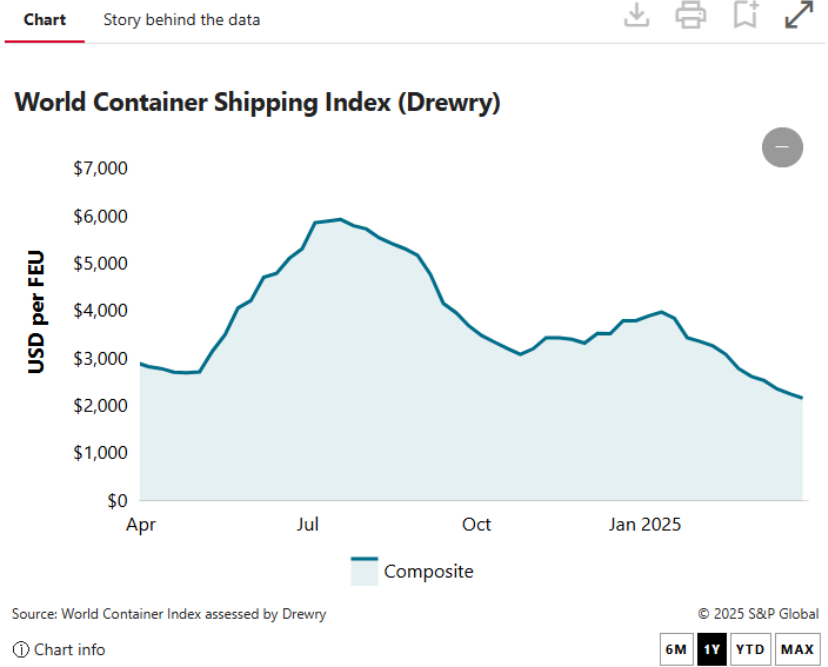 Chart Story behind the data
World Container Shipping Index (Drewry)
$7,000
$6,000
$5,000
$4,000
$3,000
$2,000
$1,000
$0
USD per FEU
Apr Jul Oct Jan 2025
Composite
Source: World Container Index assessed by Drewry © 2025 S&P Global
Chart info 6M 1Y YTD MAX